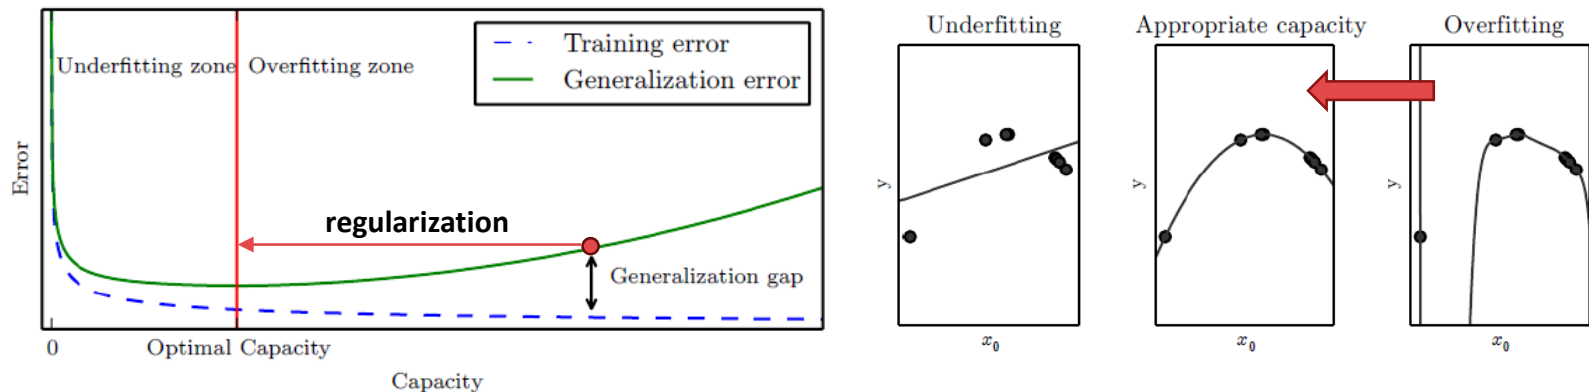 Training error
Generalization error
Underfitting zone
Overfitting zone
Error
regularization
Generalization gap
0
Optimal Capacity
Capacity
Underfitting
y
x₀
Appropriate capacity
y
x₀
Overfitting
y
x₀